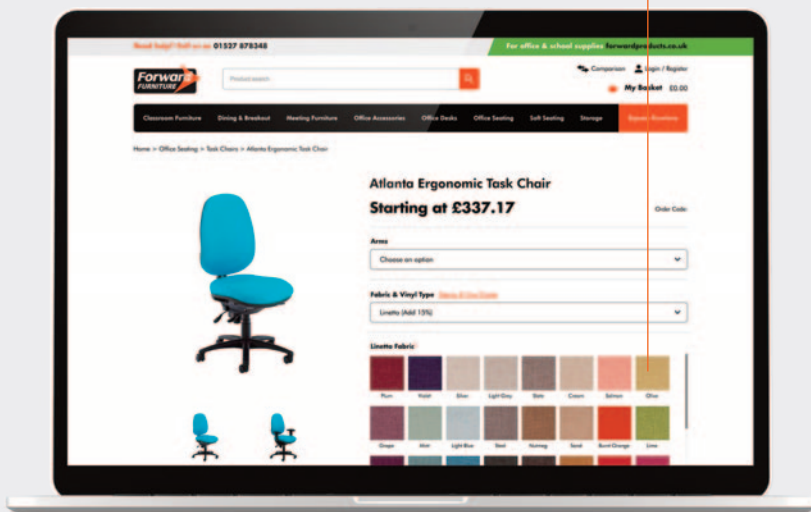 Need help? Call us on 01527 878348
For office & school supplies forwardproducts.co.uk
Forward
FURNITURE
Product search
Comparison
Login / Register
My Basket £0.00
Classroom Furniture Dining & Breakout Meeting Furniture Office Accessories Office Desks Office Seating Soft Seating Storage
Home > Office Seating > Task Chairs > Atlanta Ergonomic Task Chair
Atlanta Ergonomic Task Chair
Starting at £337.17
Order Code:
Arms
Choose an option
Fabric & Vinyl Type
Linetto (Add 15%)
Linetto Fabric
Plum Violet Silver Light Grey Slate Cream Salmon Olive
Grape Mint Light Blue Steel Nutmeg Sand Burnt Orange Lime